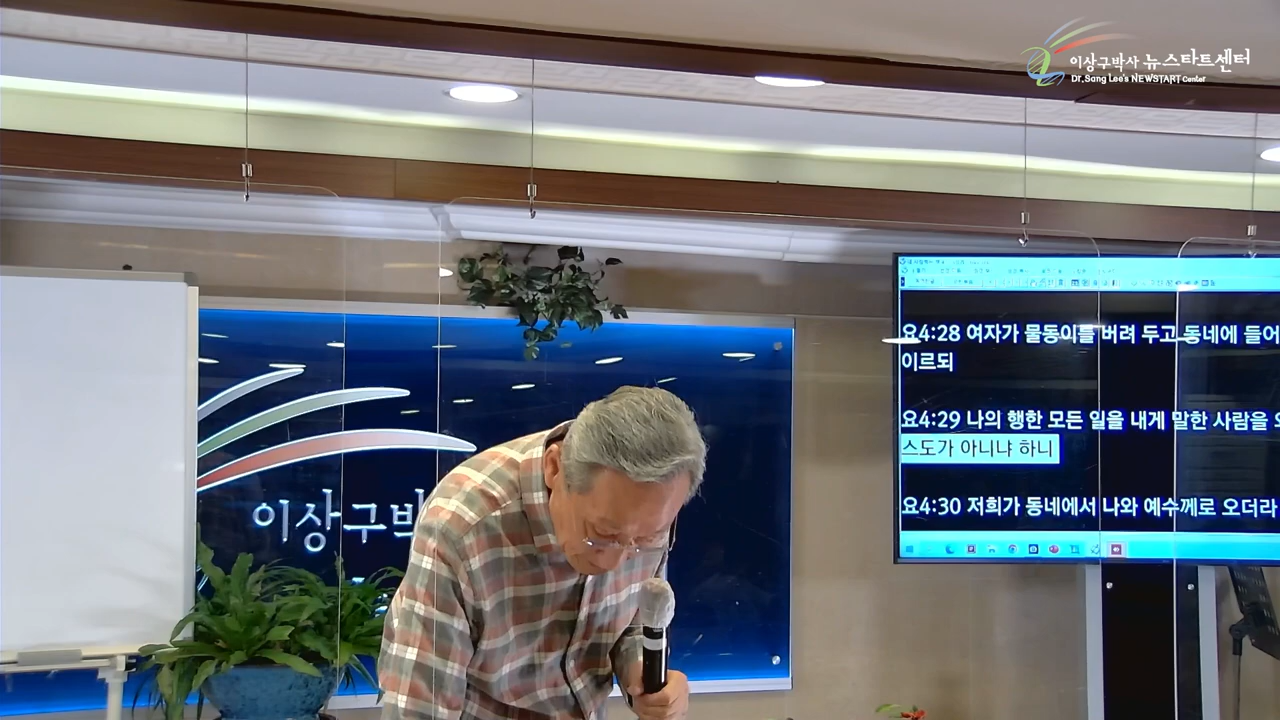 이상구박사 뉴스타트센터
Dr. Sang Lee's NEWSTART Center
요4:28 여자가 물동이를 버려 두고 동네에 들어
이르되
요4:29 나의 행한 모든 일을 내게 말한 사람을
스도가 아니냐 하니
요4:30 저희가 동네에서 나와 예수께로 오더라
이상구박